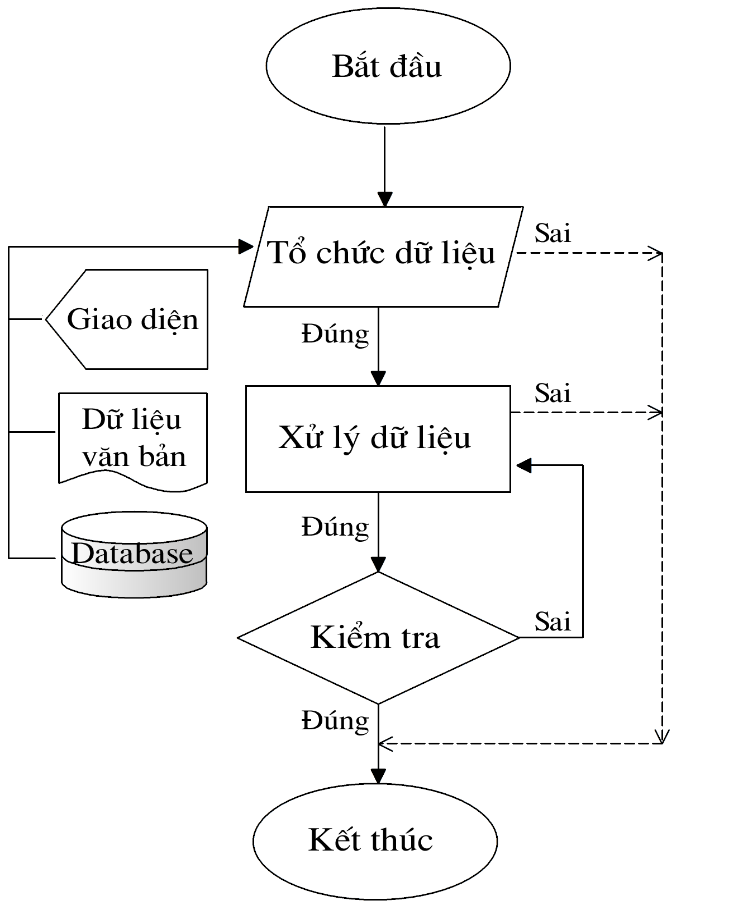 Bắt đầu
Tổ chức dữ liệu
Sai
Giao diện
Đúng
Dữ liệu
văn bản
Xử lý dữ liệu
Sai
Database
Đúng
Kiểm tra
Sai
Đúng
Kết thúc